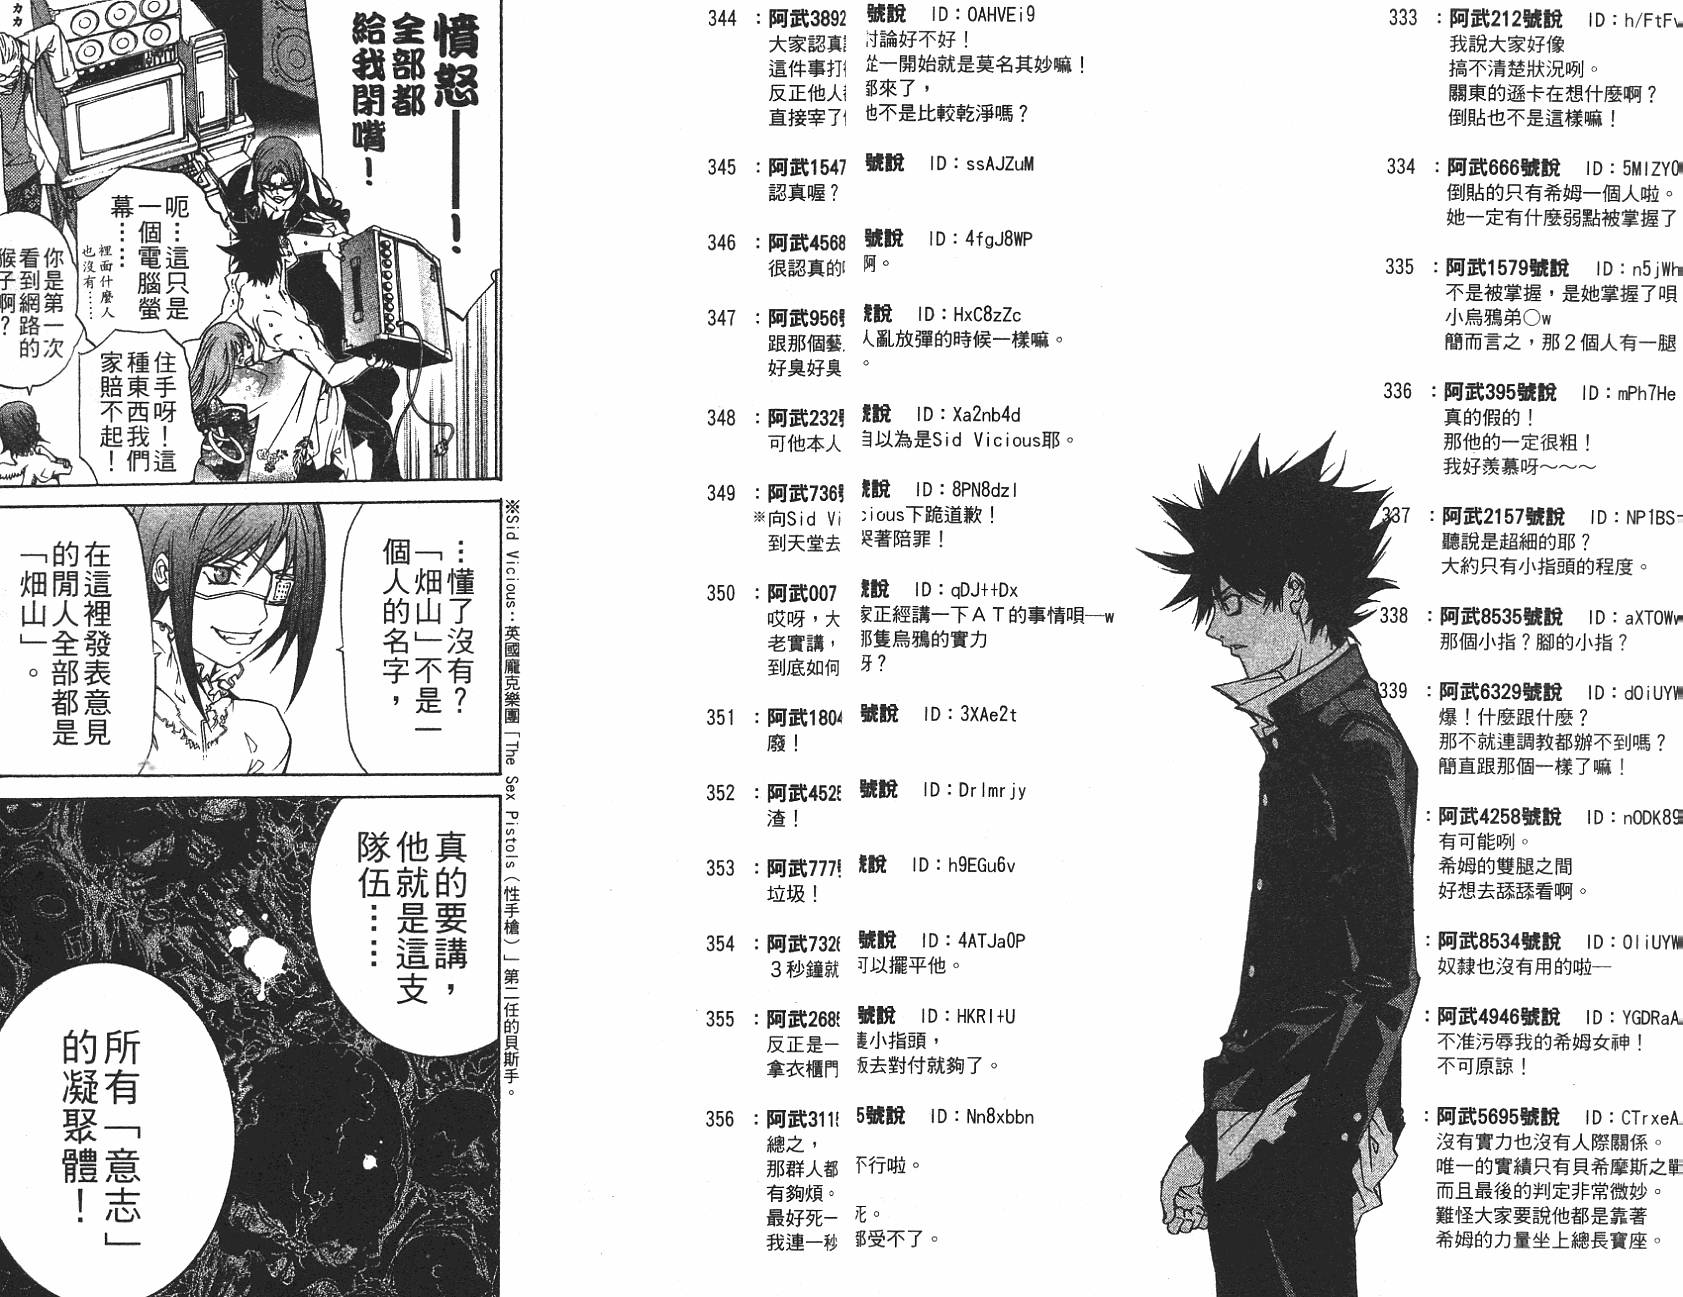 333 ：阿武212號說 ID：h/FtFw
我說大家好像
搞不清楚狀況咧。
關東的遜卡在想什麼啊？
倒貼也不是這樣嘛！
334 ：阿武666號說 ID：5MIZY0
倒貼的只有希姆一個人啦。
她一定有什麼弱點被掌握了
335 ：阿武1579號說 ID：n5jWh
不是被掌握，是她掌握了唄
小烏鴉弟○w
簡而言之，那２個人有一腿
336 ：阿武395號說 ID：mPh7He
真的假的！
那他的一定很粗！
我好羨慕呀～～～
337 ：阿武2157號說 ID：NP1BS
聽說是超細的耶？
大約只有小指頭的程度。
338 ：阿武8535號說 ID：aXTOWv
那個小指？腳的小指？
339 ：阿武6329號說 ID：dOiUYW
爆！什麼跟什麼？
那不就連調教都辦不到嗎？
簡直跟那個一樣了嘛！
：阿武4258號說 ID：nODK89
有可能咧。
希姆的雙腿之間
好想去舔舔看啊。
：阿武8534號說 ID：OliUYW
奴隸也沒有用的啦—
：阿武4946號說 ID：YGDRaA
不准污辱我的希姆女神！
不可原諒！
：阿武5695號說 ID：CTrxeA
沒有實力也沒有人際關係。
唯一的實績只有貝希摩斯之戰
而且最後的判定非常微妙。
難怪大家要說他都是靠著
希姆的力量坐上總長寶座。
344 ：阿武3892號說 ID：OAHVEi9
大家認真討論好不好！
這件事打從一開始就是莫名其妙嘛！
反正他人都來了，
直接宰了他不是比較乾淨嗎？
345 ：阿武1547號說 ID：ssAJZuM
認真喔？
346 ：阿武4568號說 ID：4fgJ8WP
很認真的啊。
347 ：阿武956號說 ID：HxC8zZc
跟那個藝人亂放彈的時候一樣嘛。
好臭好臭。
348 ：阿武232號說 ID：Xa2nb4d
可他本人自以為是Sid Vicious耶。
349 ：阿武736號說 ID：8PN8dzI
※向Sid Vicious下跪道歉！
到天堂去哭著陪罪！
350 ：阿武007號說 ID：qDJ++Dx
哎呀，大家正經講一下ＡＴ的事情唄—w
老實講，那隻烏鴉的實力
到底如何呀？
351 ：阿武1804號說 ID：3XAe2t
廢！
352 ：阿武4525號說 ID：DrImrjy
渣！
353 ：阿武777號說 ID：h9EGu6v
垃圾！
354 ：阿武7326號說 ID：4ATJa0P
３秒鐘就可以擺平他。
355 ：阿武2685號說 ID：HKRI+U
反正是一隻小指頭，
拿衣櫃門板去對付就夠了。
356 ：阿武3115號說 ID：Nn8xbbn
總之，
那群人都不行啦。
有夠煩。
最好死一死。
我連一秒都受不了。
憤怒——！
全部都
給我閉嘴！
カカカ
呃…這只是
一個電腦螢
幕……
裡面什麼人
也沒有……
住手呀！這
種東西我們
家賠不起！
你是第一次
看到網路的
猴子啊？
※Sid Vicious：英國龐克樂團「The Sex Pistols（性手槍）」第二任的貝斯手。
…懂了沒有？
「畑山」不是一
個人的名字，
在這裡發表意見
的閒人全部都是
「畑山」。
真的要講，
他就是這支
隊伍……
所有「意志」
的凝聚體！